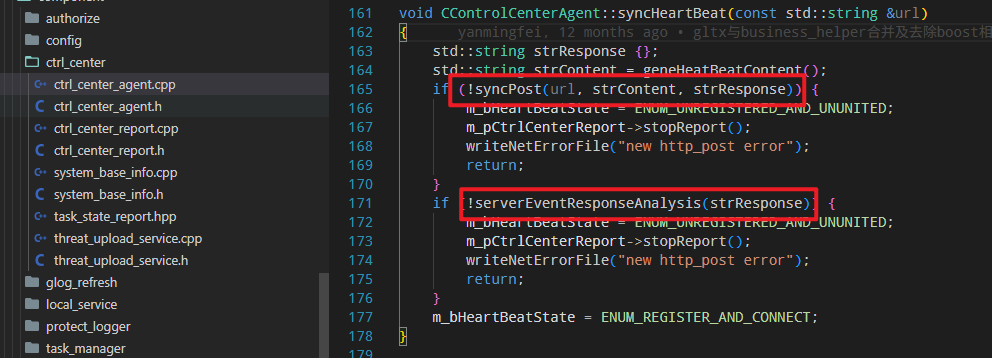 component
authorize
config
ctrl_center
ctrl_center_agent.cpp
ctrl_center_agent.h
ctrl_center_report.cpp
ctrl_center_report.h
system_base_info.cpp
system_base_info.h
task_state_report.hpp
threat_upload_service.cpp
threat_upload_service.h
glog_refresh
local_service
protect_logger
task_manager
161 void CControlCenterAgent::syncHeartBeat(const std::string &url)
162 { yanmingfei, 12 months ago • gltx与business_helper合并及去除boost相
163 std::string strResponse {};
164 std::string strContent = geneHeatBeatContent();
165 if (!syncPost(url, strContent, strResponse)) {
166 m_bHeartBeatState = ENUM_UNREGISTERED_AND_UNUNITED;
167 m_pCtrlCenterReport->stopReport();
168 writeNetErrorFile("new http_post error");
169 return;
170 }
171 if (!serverEventResponseAnalysis(strResponse)) {
172 m_bHeartBeatState = ENUM_UNREGISTERED_AND_UNUNITED;
173 m_pCtrlCenterReport->stopReport();
174 writeNetErrorFile("new http_post error");
175 return;
176 }
177 m_bHeartBeatState = ENUM_REGISTER_AND_CONNECT;
178 }
179